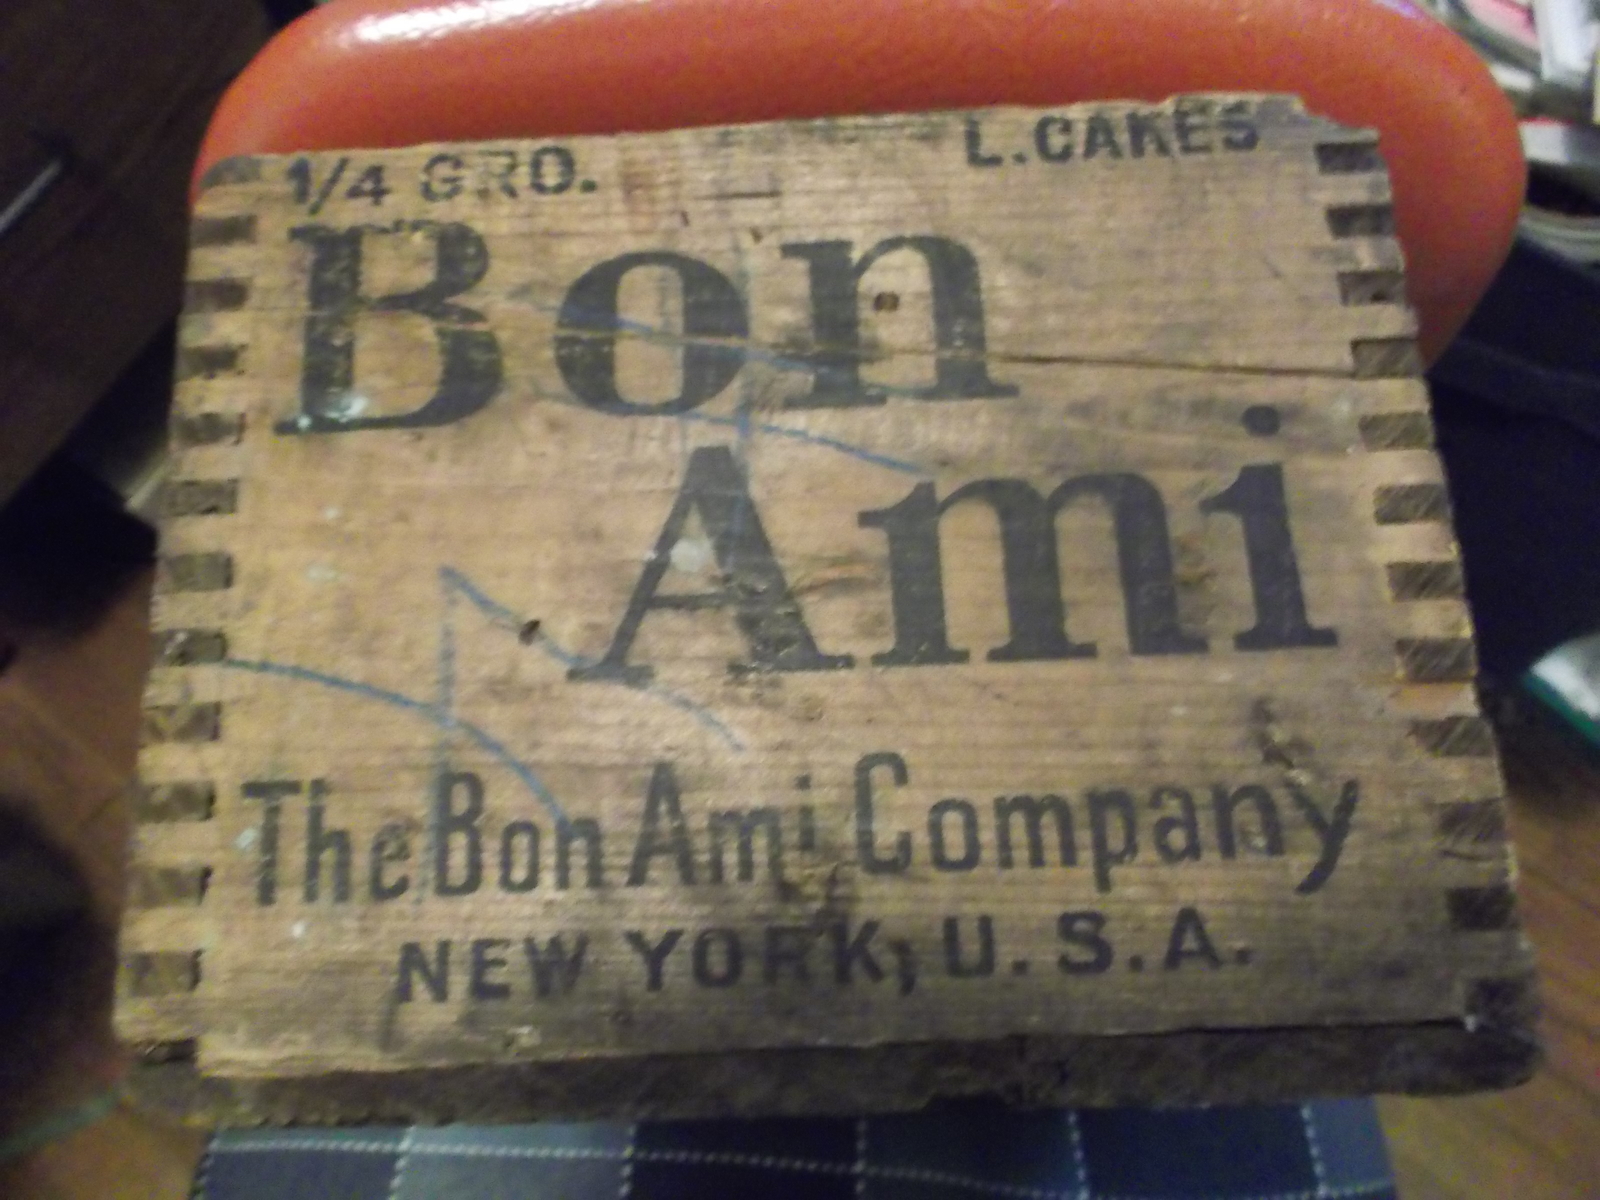 1/4 GRO. L. CAKES
Bon
Ami
The Bon Ami Company
NEW YORK, U.S.A.